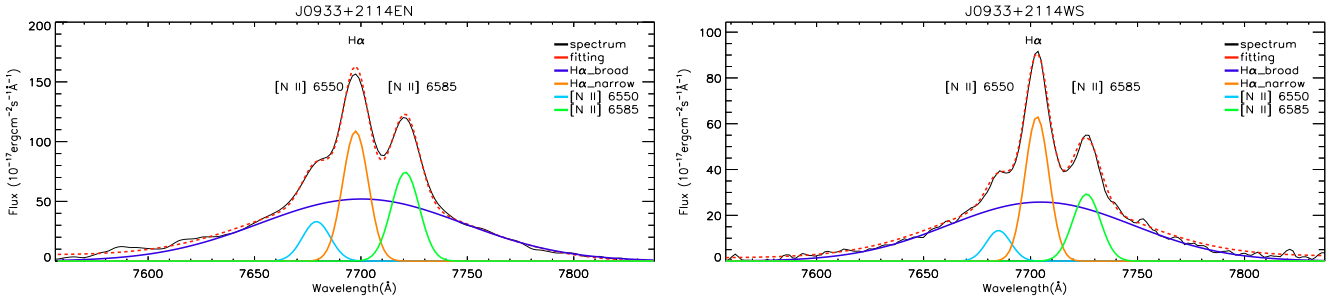 J0933+2114EN
200
150
100
50
0
Flux (10⁻¹⁷ergcm⁻²s⁻¹Å⁻¹)
Hα
[N II] 6550
[N II] 6585
spectrum
fitting
Hα_broad
Hα_narrow
[N II] 6550
[N II] 6585
7600 7650 7700 7750 7800
Wavelength(Å)
J0933+2114WS
100
80
60
40
20
0
Flux (10⁻¹⁷ergcm⁻²s⁻¹Å⁻¹)
Hα
[N II] 6550
[N II] 6585
spectrum
fitting
Hα_broad
Hα_narrow
[N II] 6550
[N II] 6585
7600 7650 7700 7750 7800
Wavelength(Å)